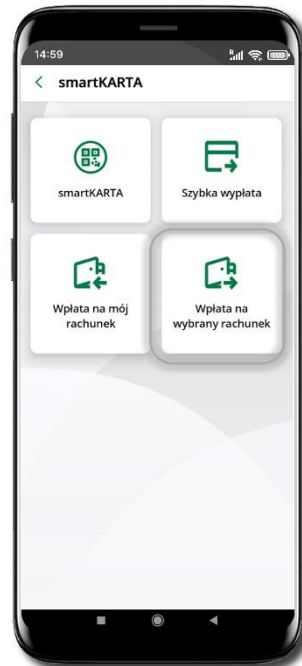 14:59
smartKARTA
smartKARTA
Szybka wypłata
Wpłata na mój
rachunek
Wpłata na
wybrany rachunek